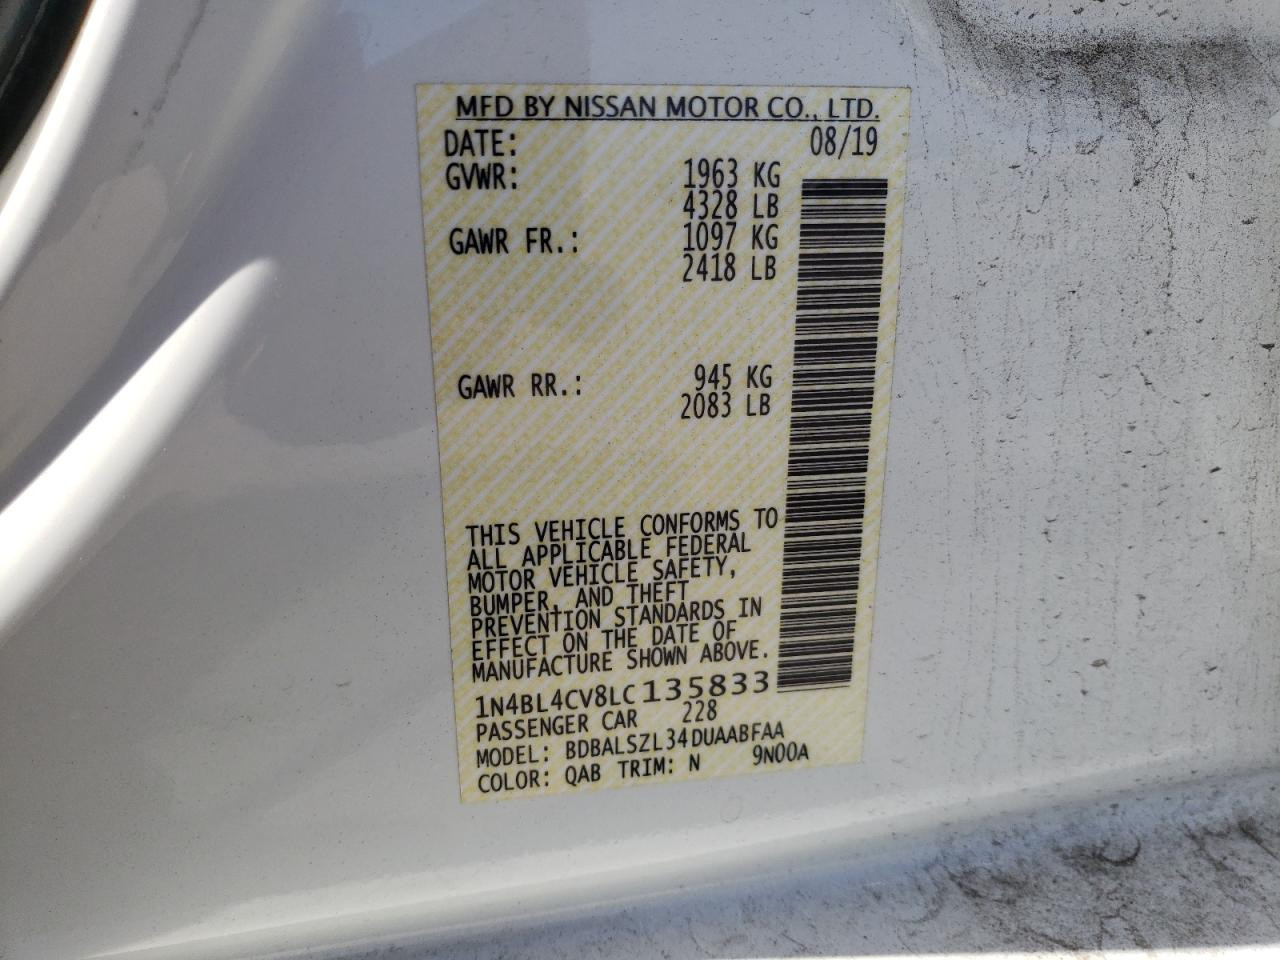 MFD BY NISSAN MOTOR CO., LTD.
DATE: 08/19
GVWR: 1963 KG
4328 LB
GAWR FR.: 1097 KG
2418 LB
GAWR RR.: 945 KG
2083 LB
THIS VEHICLE CONFORMS TO
ALL APPLICABLE FEDERAL
MOTOR VEHICLE SAFETY,
BUMPER, AND THEFT
PREVENTION STANDARDS IN
EFFECT ON THE DATE OF
MANUFACTURE SHOWN ABOVE.
1N4BL4CV8LC135833
PASSENGER CAR 228
MODEL: BDBALSZL34DUAABFAA
COLOR: QAB TRIM: N 9N00A